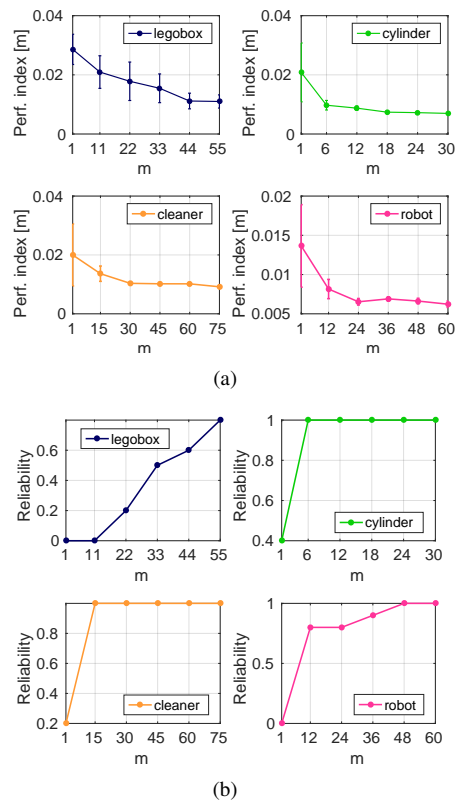 0.04
0.02
0
Perf. index [m]
legobox
1 11 22 33 44 55
m
0.04
0.02
0
Perf. index [m]
cylinder
1 6 12 18 24 30
m
0.04
0.02
0
Perf. index [m]
cleaner
1 15 30 45 60 75
m
0.02
0.015
0.01
0.005
Perf. index [m]
robot
1 12 24 36 48 60
m
(a)
0.6
0.4
0.2
0
Reliability
legobox
1 11 22 33 44 55
m
1
0.8
0.6
0.4
Reliability
cylinder
1 6 12 18 24 30
m
0.8
0.6
0.4
0.2
Reliability
cleaner
1 15 30 45 60 75
m
1
0.5
0
Reliability
robot
1 12 24 36 48 60
m
(b)